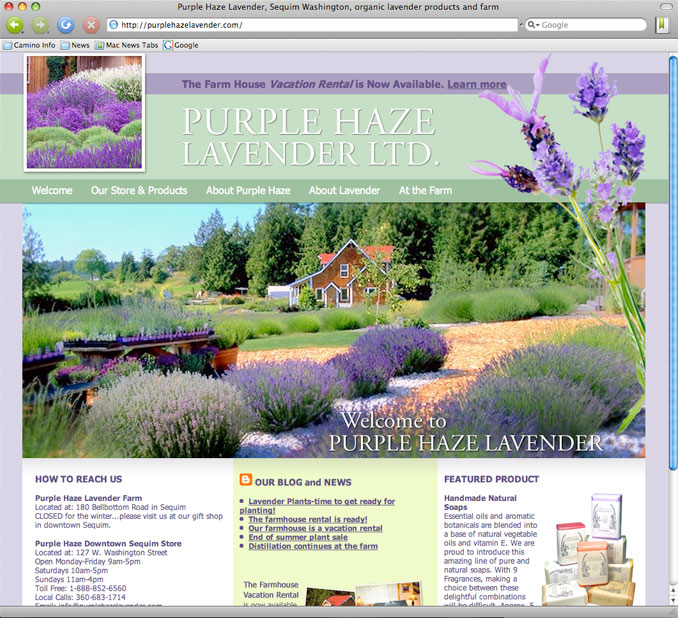 Purple Haze Lavender, Sequim Washington, organic lavender products and farm
http://purplehazelavender.com/
Google
Camino Info
News
Mac News Tabs
Google
The Farm House Vacation Rental is Now Available. Learn more
PURPLE HAZE
LAVENDER LTD.
Welcome
Our Store & Products
About Purple Haze
About Lavender
At the Farm
Welcome to
PURPLE HAZE LAVENDER
HOW TO REACH US
Purple Haze Lavender Farm
Located at: 180 Bellbottom Road in Sequim
CLOSED for the winter...please visit us at our gift shop
in downtown Sequim.
Purple Haze Downtown Sequim Store
Located at: 127 W. Washington Street
Open Monday-Friday 9am-5pm
Saturdays 10am-5pm
Sundays 11am-4pm
Toll Free: 1-888-852-6560
Local Calls: 360-683-1714
Email: info@purplehazelavender.com
OUR BLOG and NEWS
Lavender Plants-time to get ready for
planting!
The farmhouse rental is ready!
Our farmhouse is a vacation rental
End of summer plant sale
Distillation continues at the farm
The Farmhouse
Vacation Rental
is now available
FEATURED PRODUCT
Handmade Natural
Soaps
Essential oils and aromatic
botanicals are blended into
a base of natural vegetable
oils and vitamin E. We are
proud to introduce this
amazing line of pure and
natural soaps. With 9
Fragrances, making a
choice between these
delightful combinations
will be difficult. Approx. 5